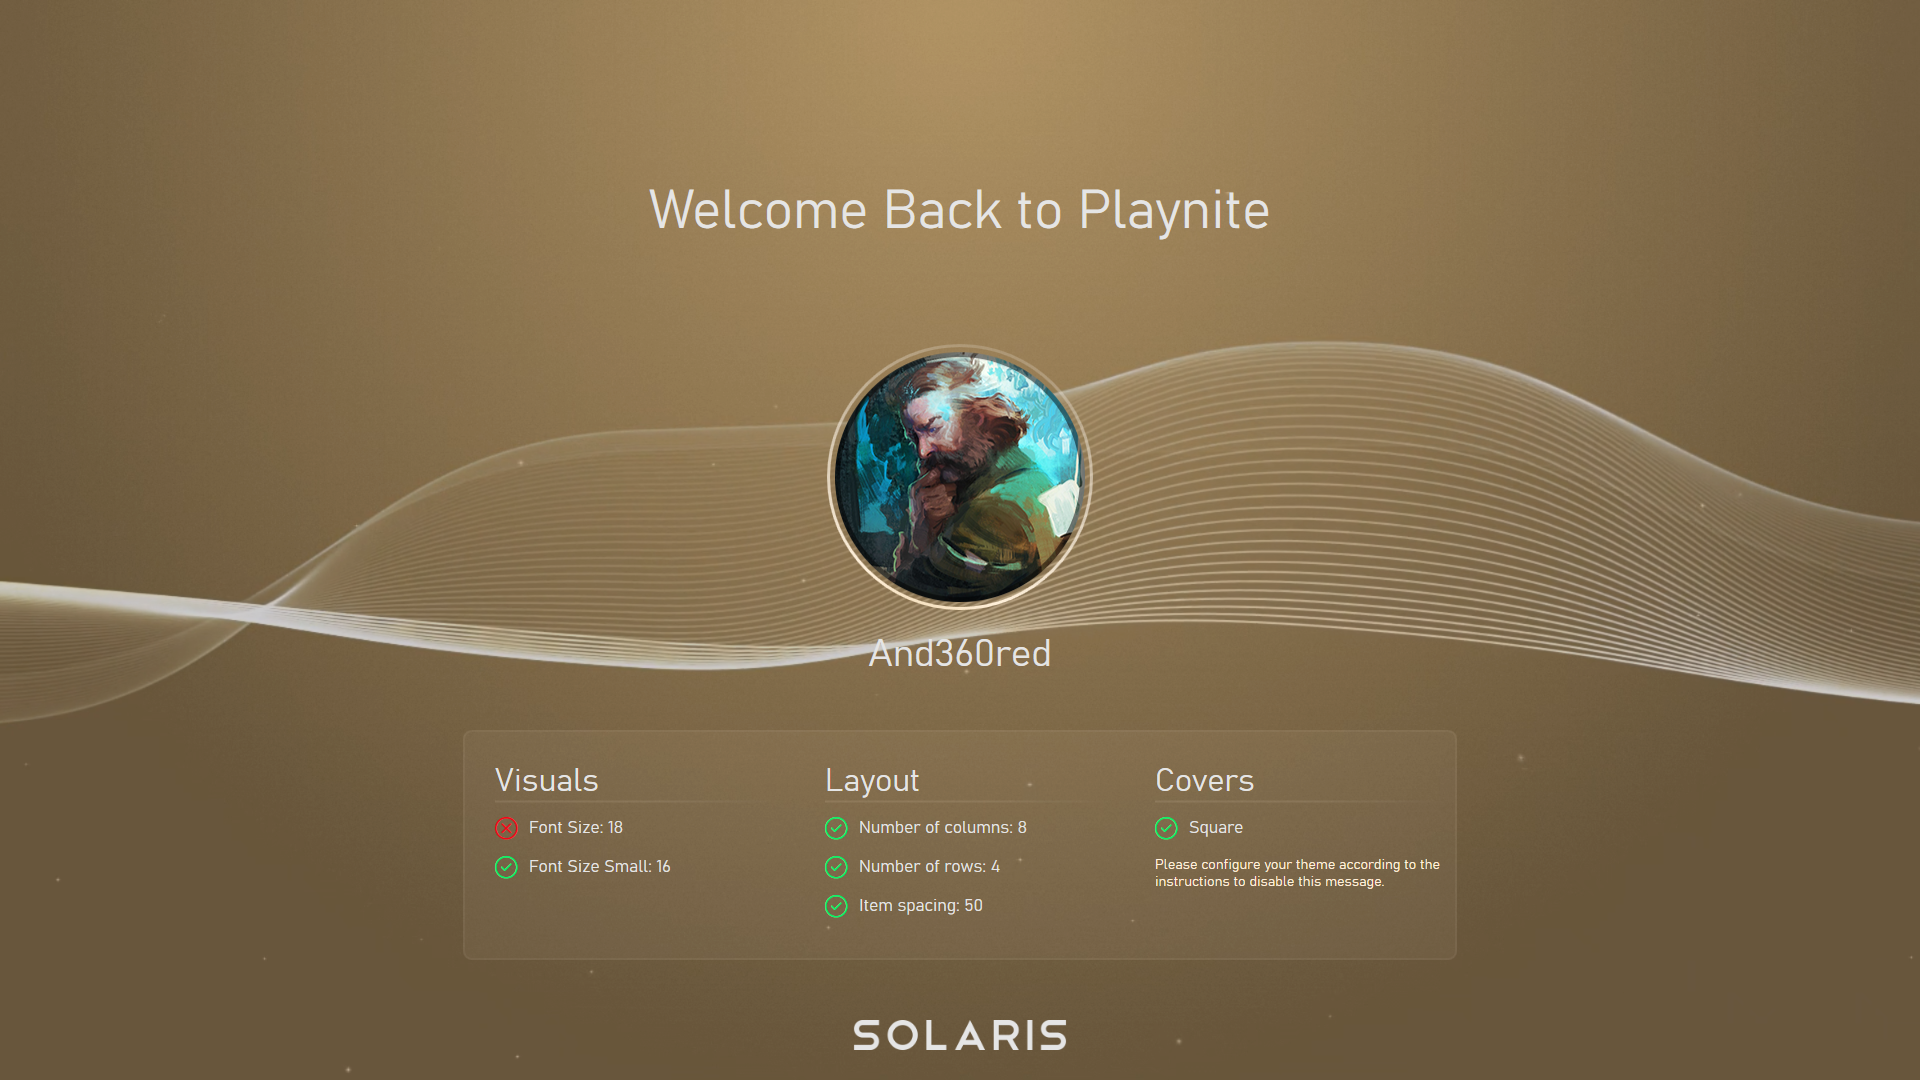 Welcome Back to Playnite
And360red
Visuals
Font Size: 18
Font Size Small: 16
Layout
Number of columns: 8
Number of rows: 4
Item spacing: 50
Covers
Square
Please configure your theme according to the
instructions to disable this message.
SOLARIS